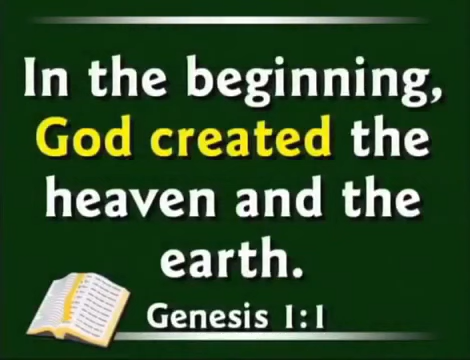 In the beginning,
God created the
heaven and the
earth.
Genesis 1:1